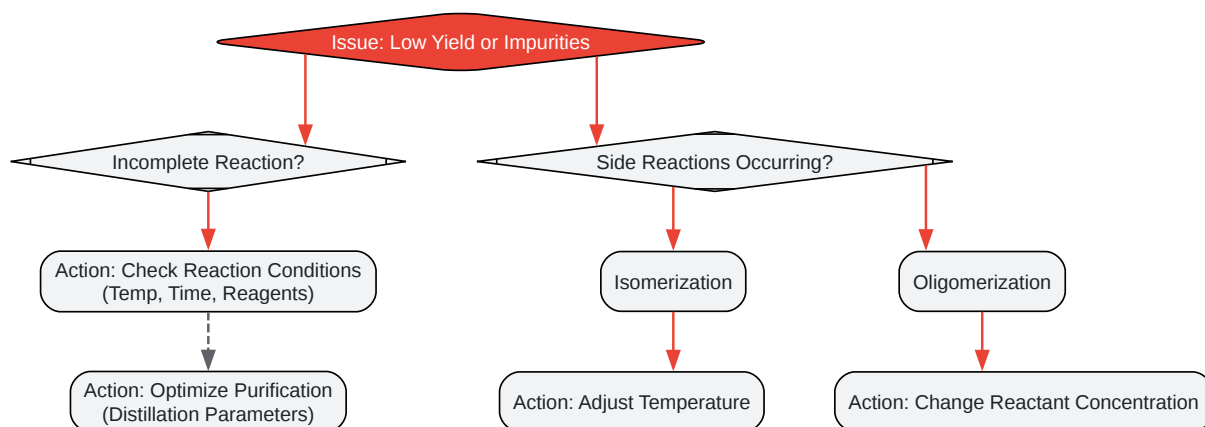 Issue: Low Yield or Impurities
Incomplete Reaction?
Side Reactions Occurring?
Action: Check Reaction Conditions
(Temp, Time, Reagents)
Isomerization
Oligomerization
Action: Optimize Purification
(Distillation Parameters)
Action: Adjust Temperature
Action: Change Reactant Concentration